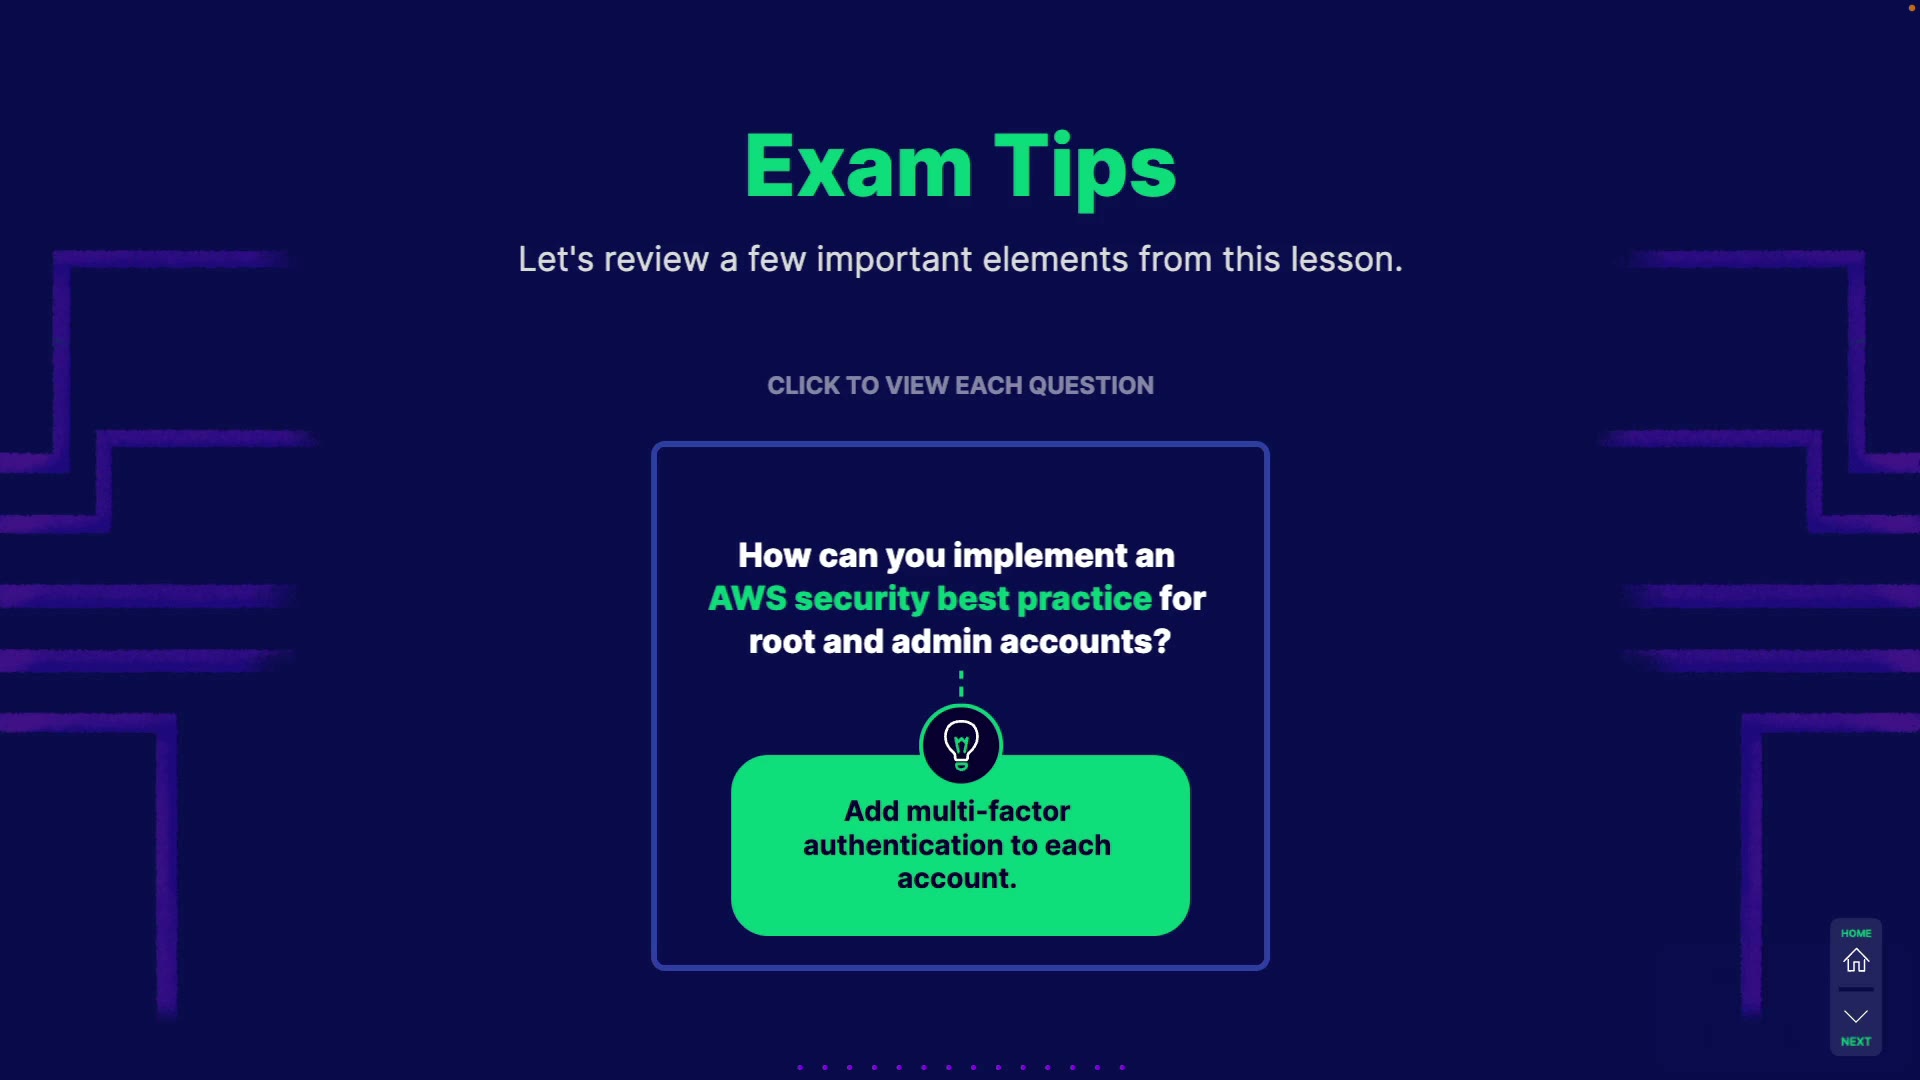 Exam Tips
Let's review a few important elements from this lesson.
CLICK TO VIEW EACH QUESTION
How can you implement an
AWS security best practice for
root and admin accounts?
Add multi-factor
authentication to each
account.
HOME
NEXT